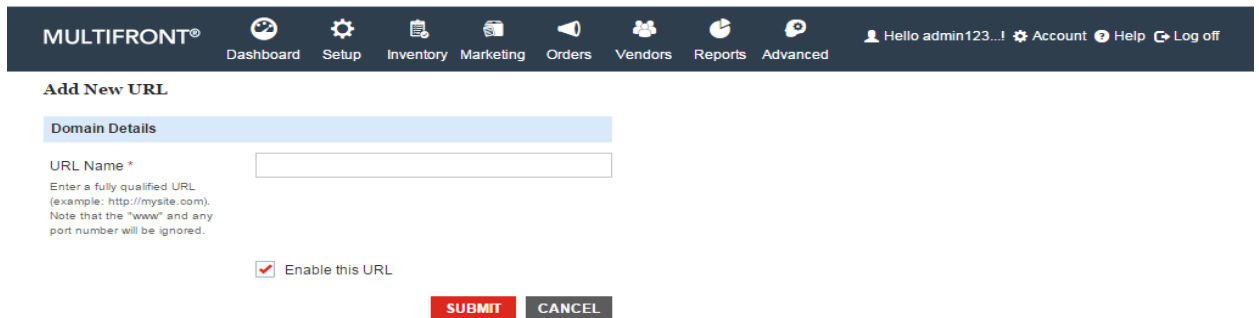 MULTIFRONT®
Dashboard Setup Inventory Marketing Orders Vendors Reports Advanced
Hello admin123...! Account Help Log off
Add New URL
Domain Details
URL Name *
Enter a fully qualified URL
(example: http://mysite.com).
Note that the "www" and any
port number will be ignored.
Enable this URL
SUBMIT CANCEL